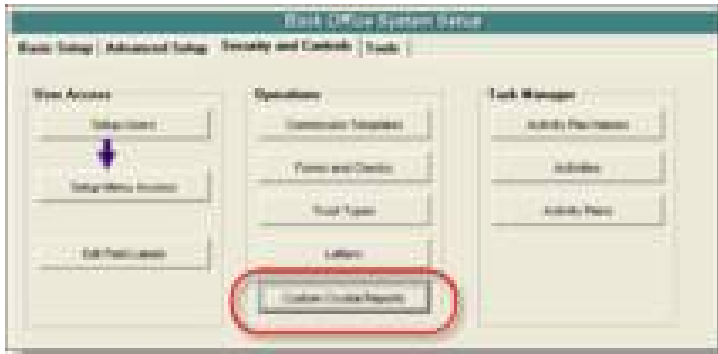 Back Office System Setup
Basic Setup Advanced Setup Security and Controls Tools
User Access
Setup Users
Setup Menu Access
Edit Field Labels
Operations
Commission Templates
Forms and Checks
Trust Types
Letters
Custom Crystal Reports
Task Manager
Activity Plan Names
Activities
Activity Plans